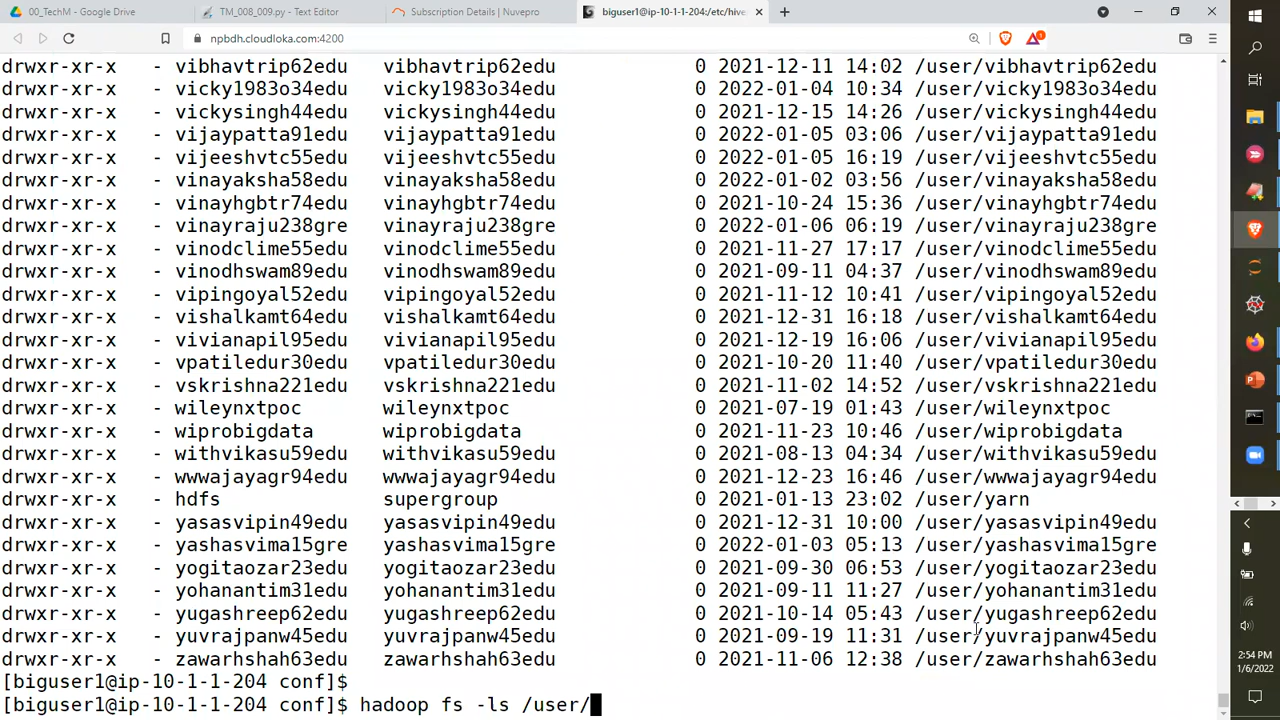 00_TechM - Google Drive
TM_008_009.py - Text Editor
Subscription Details | Nuvepro
biguser1@ip-10-1-1-204:/etc/hive
npbdh.cloudloka.com:4200
drwxr-xr-x - vibhavtrip62edu vibhavtrip62edu 0 2021-12-11 14:02 /user/vibhavtrip62edu
drwxr-xr-x - vicky1983o34edu vicky1983o34edu 0 2022-01-04 10:34 /user/vicky1983o34edu
drwxr-xr-x - vickysingh44edu vickysingh44edu 0 2021-12-15 14:26 /user/vickysingh44edu
drwxr-xr-x - vijaypatta91edu vijaypatta91edu 0 2022-01-05 03:06 /user/vijaypatta91edu
drwxr-xr-x - vijeeshvtc55edu vijeeshvtc55edu 0 2022-01-05 16:19 /user/vijeeshvtc55edu
drwxr-xr-x - vinayaksha58edu vinayaksha58edu 0 2022-01-02 03:56 /user/vinayaksha58edu
drwxr-xr-x - vinayhgbtr74edu vinayhgbtr74edu 0 2021-10-24 15:36 /user/vinayhgbtr74edu
drwxr-xr-x - vinayraju238gre vinayraju238gre 0 2022-01-06 06:19 /user/vinayraju238gre
drwxr-xr-x - vinodclime55edu vinodclime55edu 0 2021-11-27 17:17 /user/vinodclime55edu
drwxr-xr-x - vinodhswam89edu vinodhswam89edu 0 2021-09-11 04:37 /user/vinodhswam89edu
drwxr-xr-x - vipingoyal52edu vipingoyal52edu 0 2021-11-12 10:41 /user/vipingoyal52edu
drwxr-xr-x - vishalkamt64edu vishalkamt64edu 0 2021-12-31 16:18 /user/vishalkamt64edu
drwxr-xr-x - vivianapil95edu vivianapil95edu 0 2021-12-19 16:06 /user/vivianapil95edu
drwxr-xr-x - vpatiledur30edu vpatiledur30edu 0 2021-10-20 11:40 /user/vpatiledur30edu
drwxr-xr-x - vskrishna221edu vskrishna221edu 0 2021-11-02 14:52 /user/vskrishna221edu
drwxr-xr-x - wileynxtpoc wileynxtpoc 0 2021-07-19 01:43 /user/wileynxtpoc
drwxr-xr-x - wiprobigdata wiprobigdata 0 2021-11-23 10:46 /user/wiprobigdata
drwxr-xr-x - withvikasu59edu withvikasu59edu 0 2021-08-13 04:34 /user/withvikasu59edu
drwxr-xr-x - wwwajayagr94edu wwwajayagr94edu 0 2021-12-23 16:46 /user/wwwajayagr94edu
drwxr-xr-x - hdfs supergroup 0 2021-01-13 23:02 /user/yarn
drwxr-xr-x - yasasvipin49edu yasasvipin49edu 0 2021-12-31 10:00 /user/yasasvipin49edu
drwxr-xr-x - yashasvima15gre yashasvima15gre 0 2022-01-03 05:13 /user/yashasvima15gre
drwxr-xr-x - yogitaozar23edu yogitaozar23edu 0 2021-09-30 06:53 /user/yogitaozar23edu
drwxr-xr-x - yohanantim31edu yohanantim31edu 0 2021-09-11 11:27 /user/yohanantim31edu
drwxr-xr-x - yugashreep62edu yugashreep62edu 0 2021-10-14 05:43 /user/yugashreep62edu
drwxr-xr-x - yuvrajpanw45edu yuvrajpanw45edu 0 2021-09-19 11:31 /user/yuvrajpanw45edu
drwxr-xr-x - zawarhshah63edu zawarhshah63edu 0 2021-11-06 12:38 /user/zawarhshah63edu
[biguser1@ip-10-1-1-204 conf]$
[biguser1@ip-10-1-1-204 conf]$ hadoop fs -ls /user/
2:54 PM
1/6/2022